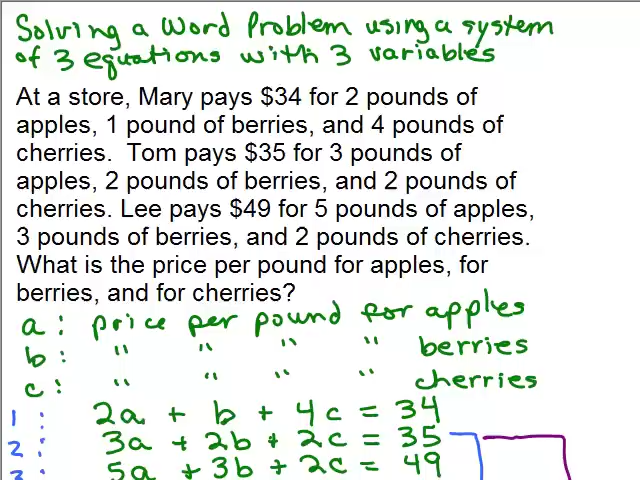 Solving a Word Problem using a system
of 3 equations with 3 variables
At a store, Mary pays $34 for 2 pounds of
apples, 1 pound of berries, and 4 pounds of
cherries.  Tom pays $35 for 3 pounds of
apples, 2 pounds of berries, and 2 pounds of
cherries. Lee pays $49 for 5 pounds of apples,
3 pounds of berries, and 2 pounds of cherries.
What is the price per pound for apples, for
berries, and for cherries?
a : price per pound for apples
b : " " " " berries
c : " " " " cherries
1 : 2a + b + 4c = 34
2 : 3a + 2b + 2c = 35
3 : 5a + 3b + 2c = 49